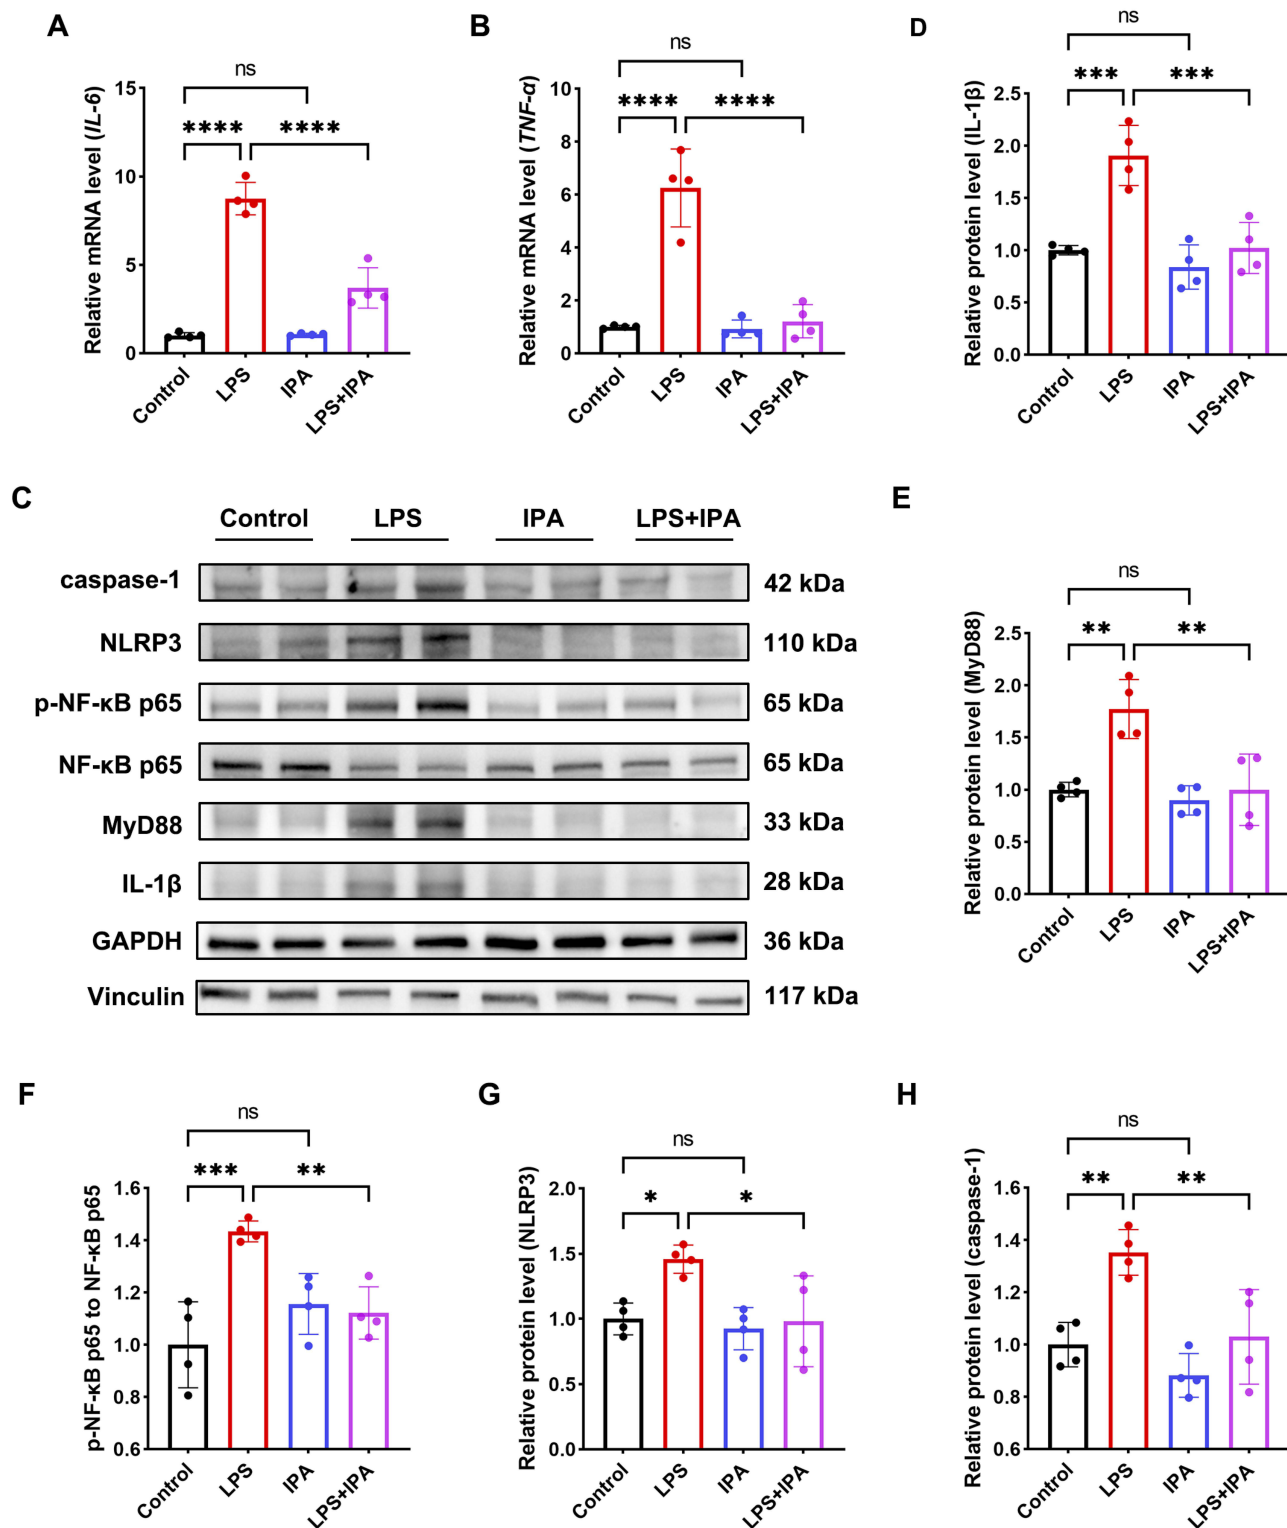 A
ns
**** ****
Relative mRNA level (IL-6)
15
10
5
0
Control
LPS
IPA
LPS+IPA
B
ns
**** ****
Relative mRNA level (TNF-α)
10
8
6
4
2
0
Control
LPS
IPA
LPS+IPA
D
ns
*** ***
Relative protein level (IL-1β)
2.5
2.0
1.5
1.0
0.5
0.0
Control
LPS
IPA
LPS+IPA
C
Control LPS IPA LPS+IPA
caspase-1 42 kDa
NLRP3 110 kDa
p-NF-κB p65 65 kDa
NF-κB p65 65 kDa
MyD88 33 kDa
IL-1β 28 kDa
GAPDH 36 kDa
Vinculin 117 kDa
E
ns
** **
Relative protein level (MyD88)
2.5
2.0
1.5
1.0
0.5
0.0
Control
LPS
IPA
LPS+IPA
F
ns
*** **
p-NF-κB p65 to NF-κB p65
1.6
1.4
1.2
1.0
0.8
0.6
Control
LPS
IPA
LPS+IPA
G
ns
* *
Relative protein level (NLRP3)
2.0
1.5
1.0
0.5
0.0
Control
LPS
IPA
LPS+IPA
H
ns
** **
Relative protein level (caspase-1)
1.6
1.4
1.2
1.0
0.8
0.6
Control
LPS
IPA
LPS+IPA